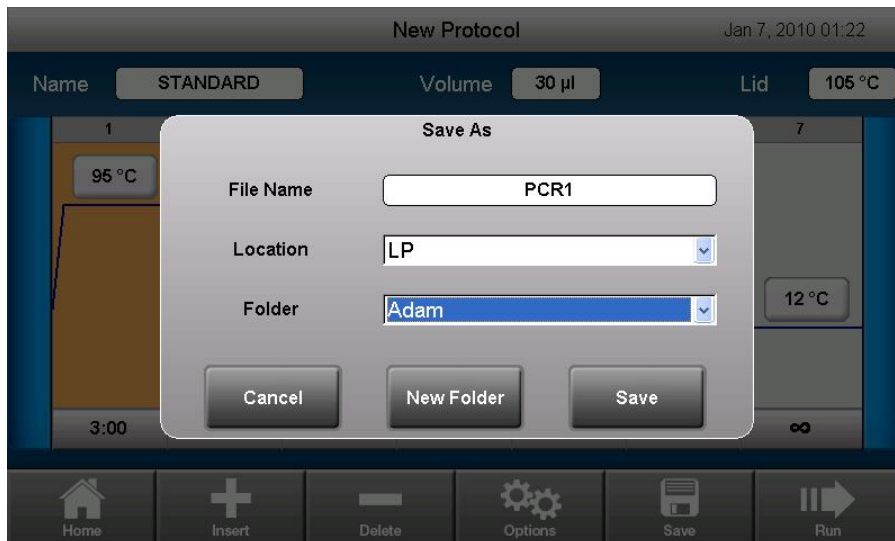 New Protocol
Jan 7, 2010 01:22
Name STANDARD Volume 30 µl Lid 105 °C
1 Save As 7
95 °C
File Name PCR1
Location LP
Folder Adam
12 °C
Cancel New Folder Save
3:00 ∞
Home Insert Delete Options Save Run